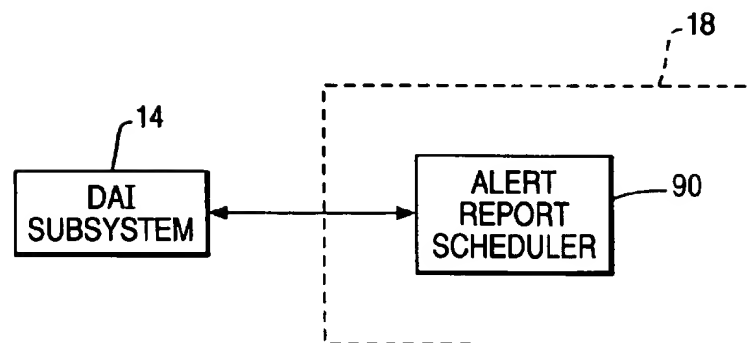 18
14
DAI
SUBSYSTEM
ALERT
REPORT
SCHEDULER
90